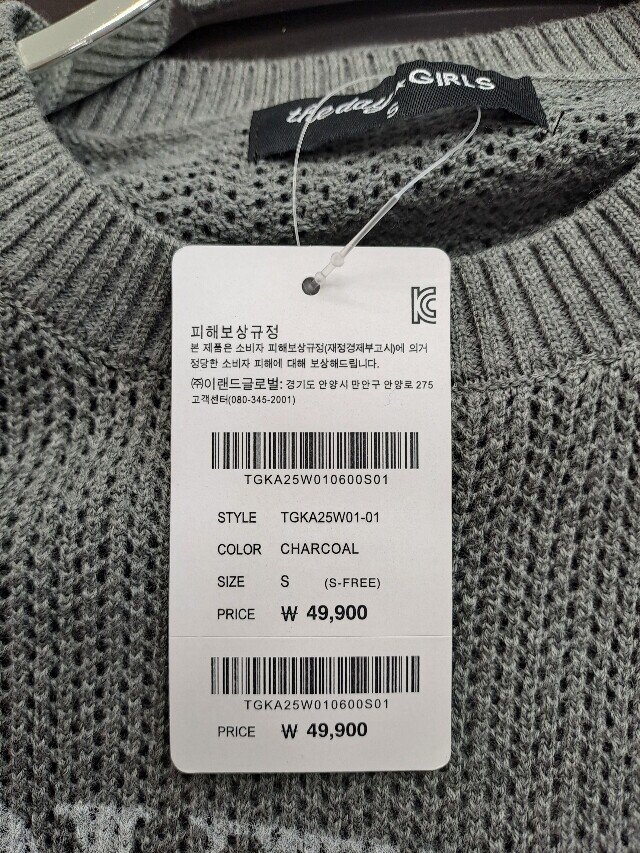 theday GIRLS
피해보상규정
본 제품은 소비자 피해보상규정(재정경제부고시)에 의거
정당한 소비자 피해에 대해 보상해드립니다.
㈜이랜드글로벌: 경기도 안양시 만안구 안양로 275
고객센터(080-345-2001)
TGKA25W010600S01
STYLE TGKA25W01-01
COLOR CHARCOAL
SIZE S (S-FREE)
PRICE ₩ 49,900
TGKA25W010600S01
PRICE ₩ 49,900